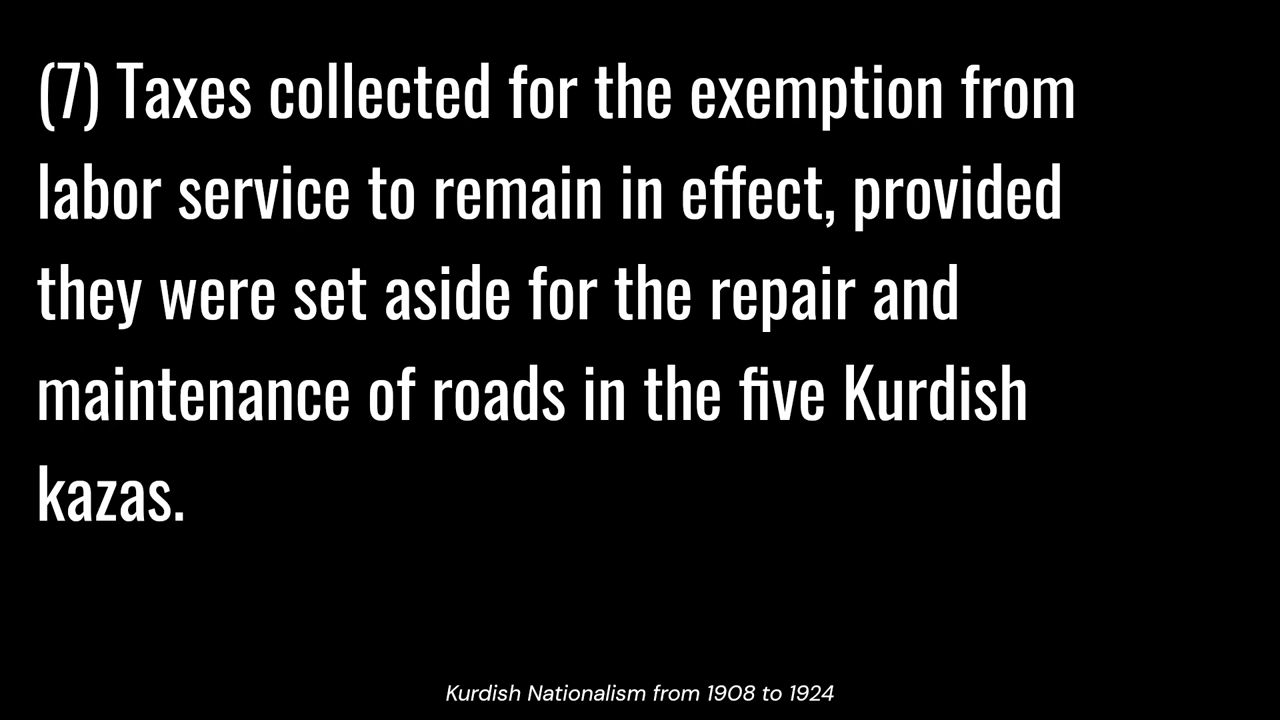 (7) Taxes collected for the exemption from
labor service to remain in effect, provided
they were set aside for the repair and
maintenance of roads in the five Kurdish
kazas.
Kurdish Nationalism from 1908 to 1924